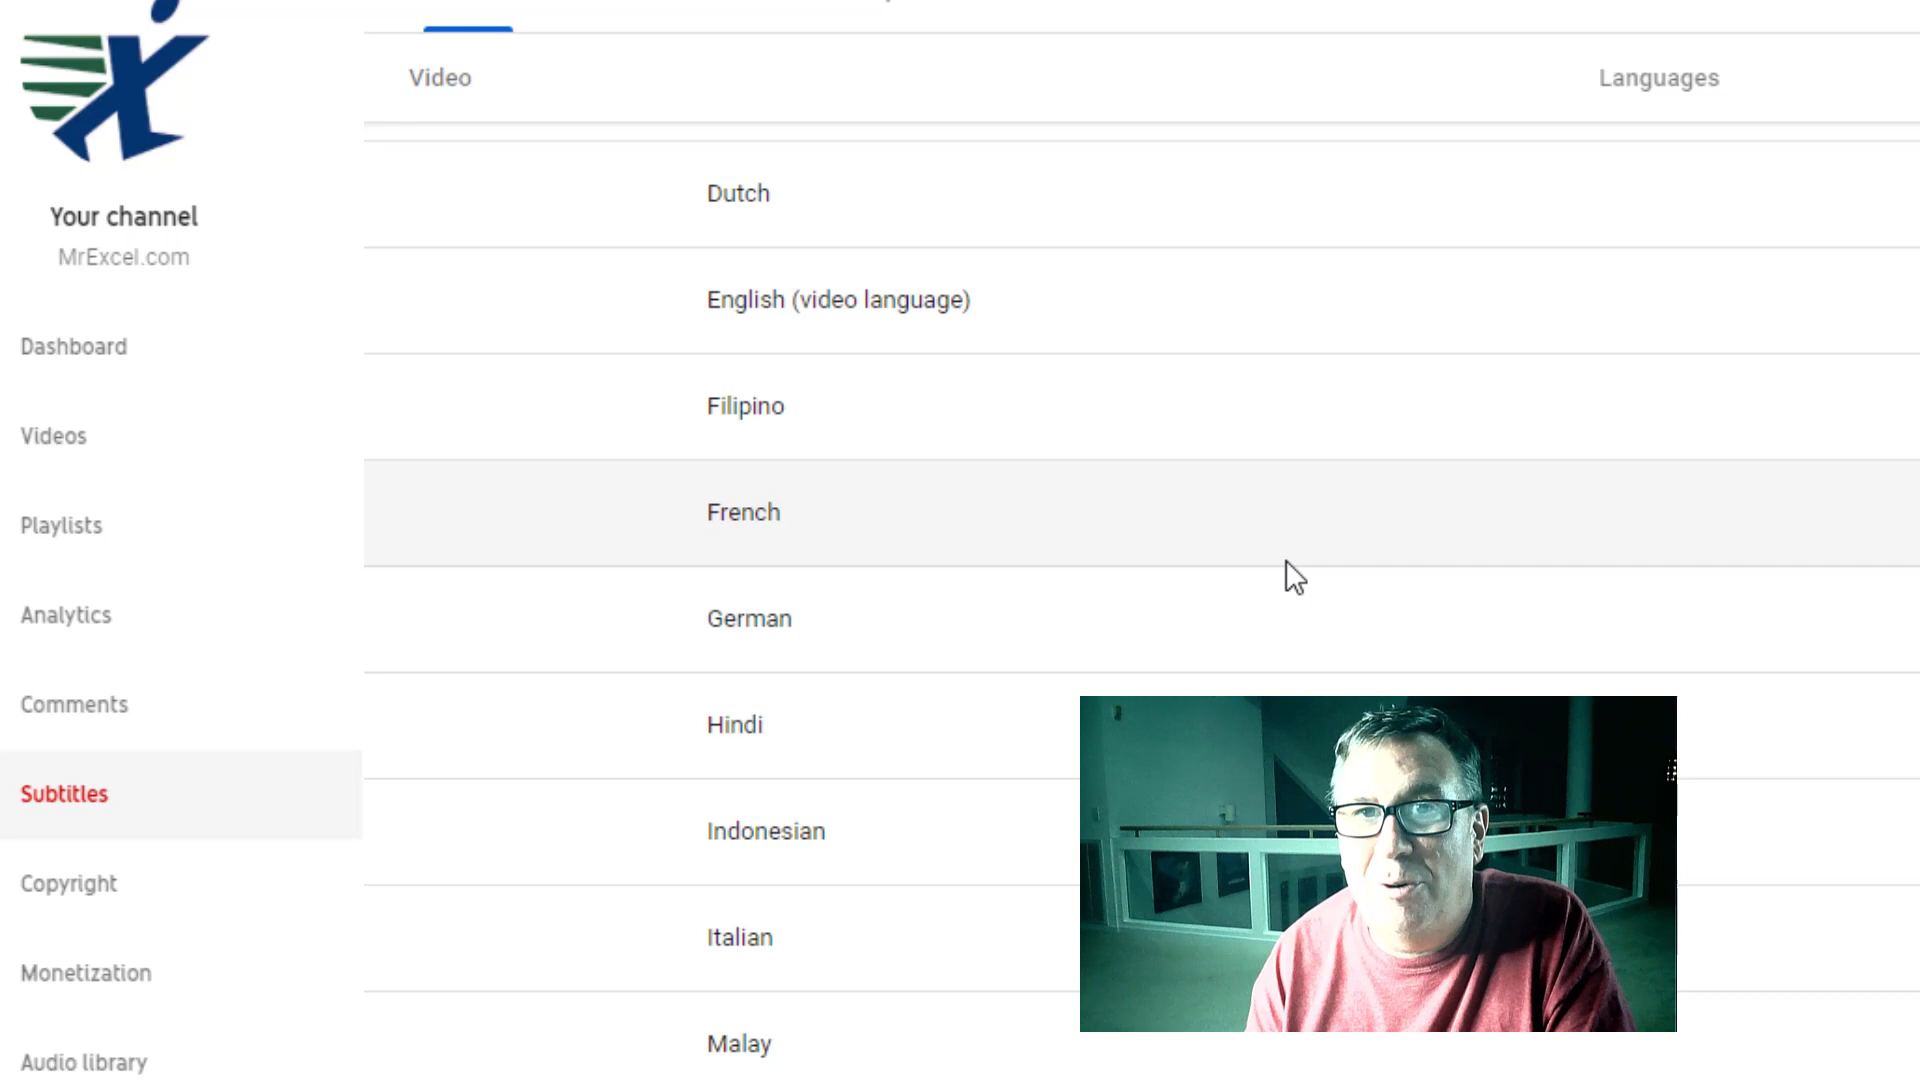 Video
Languages
Your channel
MrExcel.com
Dashboard
Videos
Playlists
Analytics
Comments
Subtitles
Copyright
Monetization
Audio library
Dutch
English (video language)
Filipino
French
German
Hindi
Indonesian
Italian
Malay